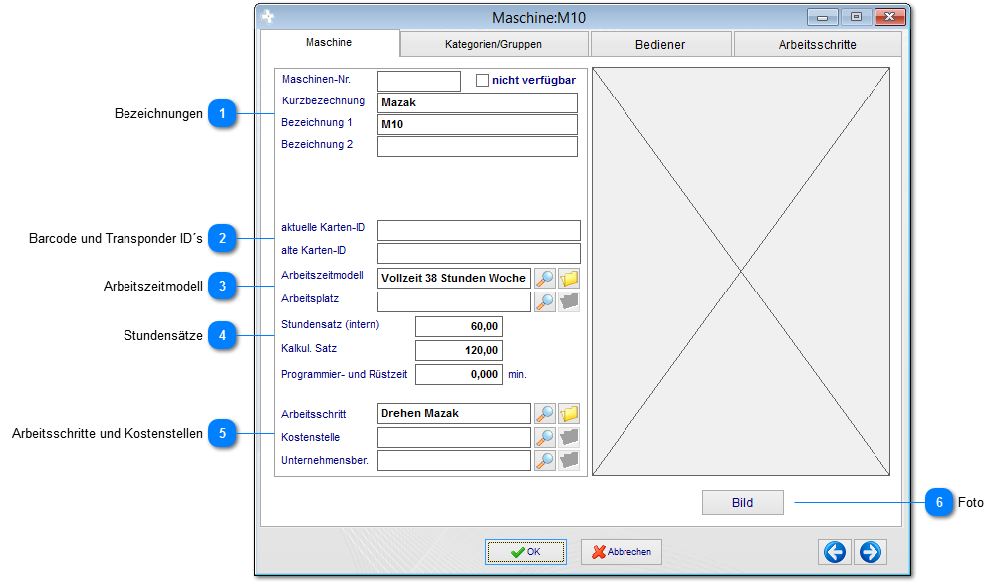 Maschine:M10
Maschine
Kategorien/Gruppen
Bediener
Arbeitsschritte
Maschinen-Nr.
nicht verfügbar
Kurzbezechnung
Mazak
Bezeichnungen 1
Bezeichnung 1
M10
Bezeichnung 2
aktuelle Karten-ID
Barcode und Transponder ID´s 2
alte Karten-ID
Arbeitszeitmodell
Vollzeit 38 Stunden Woche
Arbeitszeitmodell 3
Arbeitsplatz
Stundensatz (intern)
60,00
Stundensätze 4
Kalkul. Satz
120,00
Programmier- und Rüstzeit
0,000
min.
Arbeitsschritt
Drehen Mazak
Arbeitsschritte und Kostenstellen 5
Kostenstelle
Unternehmensber.
Bild
6 Foto
OK
Abbrechen